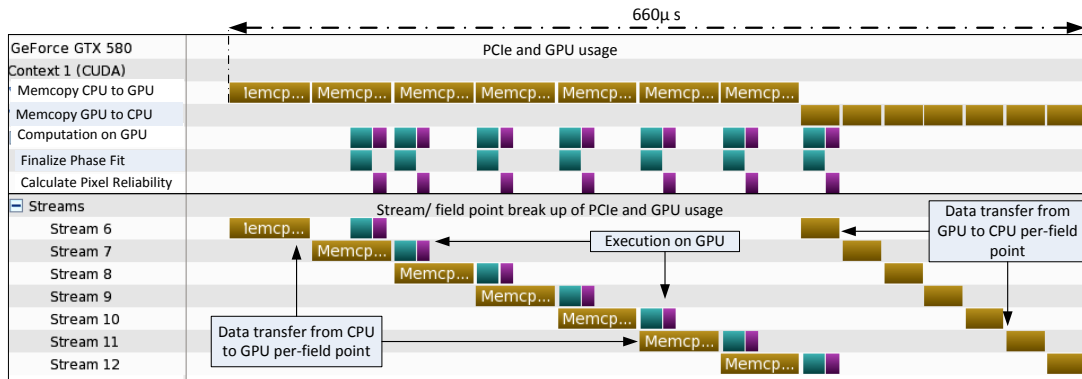 660μ s
GeForce GTX 580
PCIe and GPU usage
Context 1 (CUDA)
Memcopy CPU to GPU
lemcp... Memcp... Memcp... Memcp... Memcp... Memcp... Memcp...
Memcopy GPU to CPU
Computation on GPU
Finalize Phase Fit
Calculate Pixel Reliability
Streams
Stream/ field point break up of PCIe and GPU usage
Stream 6
lemcp...
Stream 7
Memcp...
Stream 8
Memcp...
Stream 9
Memcp...
Stream 10
Memcp...
Stream 11
Memcp...
Stream 12
Memcp...
Execution on GPU
Data transfer from
GPU to CPU per-field
point
Data transfer from CPU
to GPU per-field point